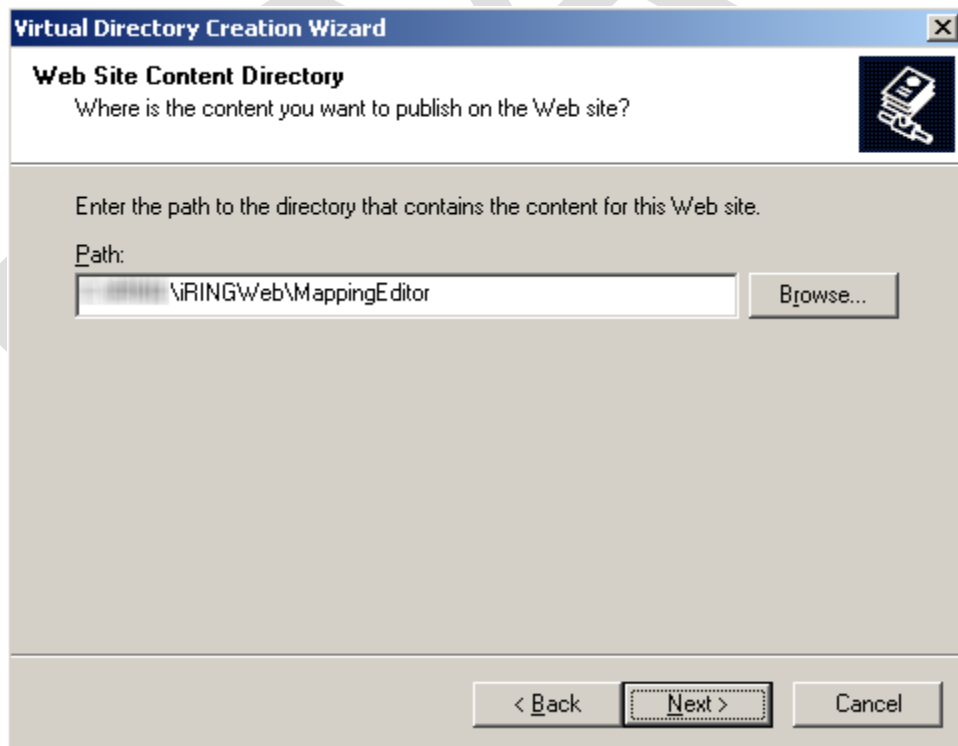 Virtual Directory Creation Wizard
Web Site Content Directory
Where is the content you want to publish on the Web site?
Enter the path to the directory that contains the content for this Web site.
Path:
\iRINGWeb\MappingEditor
Browse...
< Back
Next >
Cancel